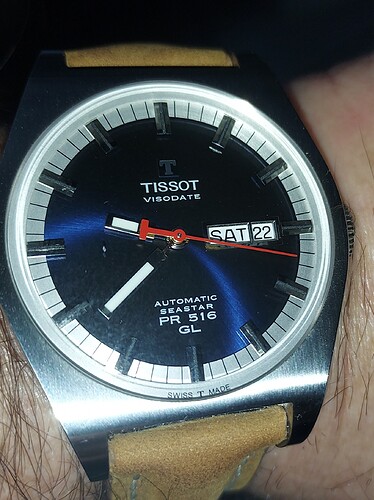 T
TISSOT
VISODATE
SAT 22
AUTOMATIC
SEASTAR
PR 516
GL
SWISS T MADE